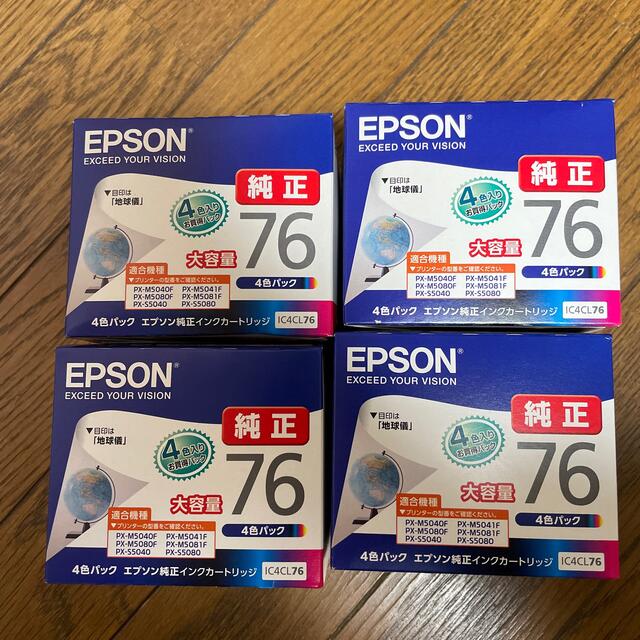 EPSON®
EXCEED YOUR VISION
▼目印は
「地球儀」
4色入り
お買得パック
純正
76
大容量
4色パック
適合機種
▼プリンターの型番をご確認ください。
PX-M5040F PX-M5041F
PX-M5080F PX-M5081F
PX-S5040 PX-S5080
4色パック エプソン純正インクカートリッジ IC4CL76
EPSON®
EXCEED YOUR VISION
▼目印は
「地球儀」
4色入り
お買得パック
純正
76
大容量
4色パック
適合機種
▼プリンターの型番をご確認ください。
PX-M5040F PX-M5041F
PX-M5080F PX-M5081F
PX-S5040 PX-S5080
4色パック エプソン純正インクカートリッジ IC4CL76
EPSON®
EXCEED YOUR VISION
▼目印は
「地球儀」
4色入り
お買得パック
純正
76
大容量
4色パック
適合機種
▼プリンターの型番をご確認ください。
PX-M5040F PX-M5041F
PX-M5080F PX-M5081F
PX-S5040 PX-S5080
4色パック エプソン純正インクカートリッジ IC4CL76
EPSON®
EXCEED YOUR VISION
▼目印は
「地球儀」
4色入り
お買得パック
純正
76
大容量
4色パック
適合機種
▼プリンターの型番をご確認ください。
PX-M5040F PX-M5041F
PX-M5080F PX-M5081F
PX-S5040 PX-S5080
4色パック エプソン純正インクカートリッジ IC4CL76